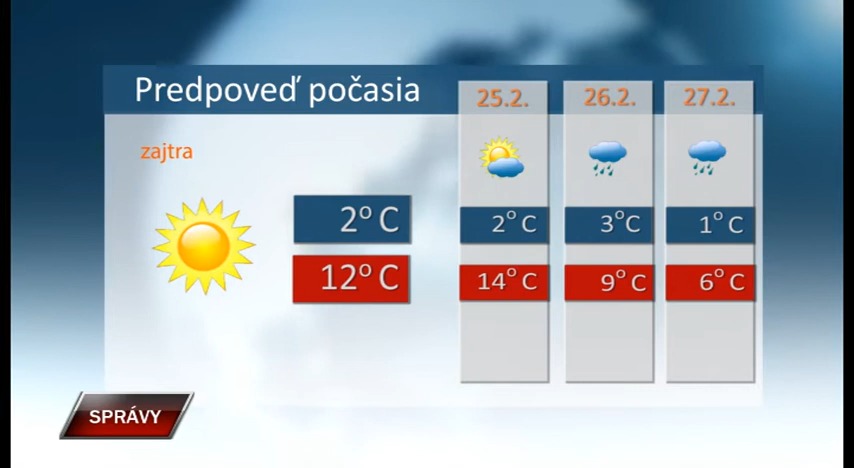 Predpoveď počasia
zajtra
2° C
12° C
25.2.
26.2.
27.2.
2° C
3°C
1° C
14° C
9° C
6° C
SPRÁVY